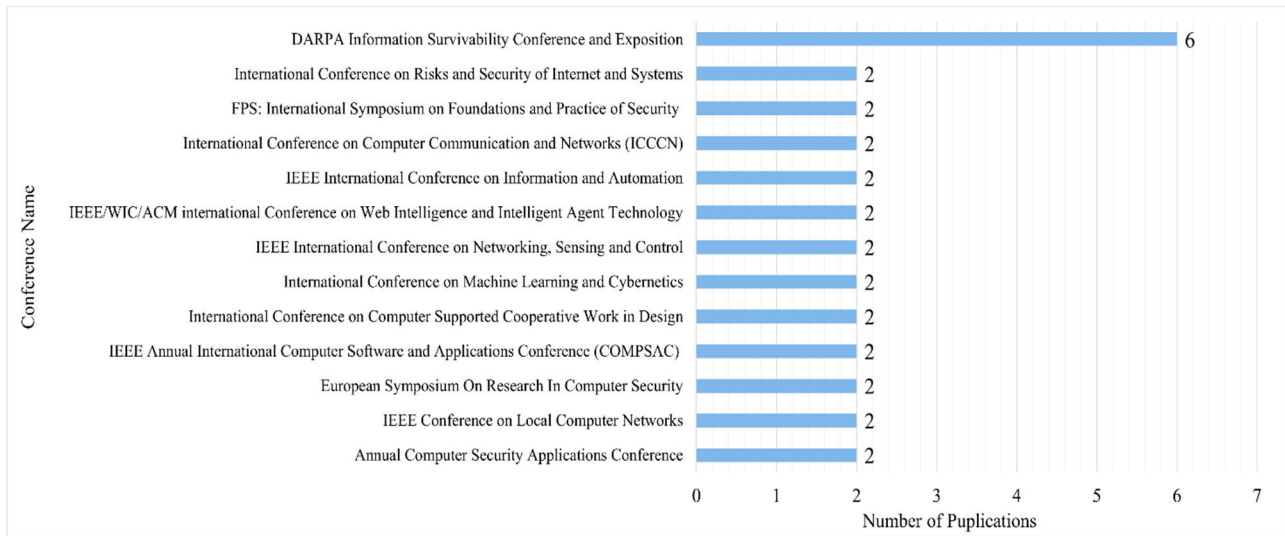 DARPA Information Survivability Conference and Exposition 6
International Conference on Risks and Security of Internet and Systems 2
FPS: International Symposium on Foundations and Practice of Security 2
International Conference on Computer Communication and Networks (ICCCN) 2
IEEE International Conference on Information and Automation 2
IEEE/WIC/ACM international Conference on Web Intelligence and Intelligent Agent Technology 2
IEEE International Conference on Networking, Sensing and Control 2
International Conference on Machine Learning and Cybernetics 2
International Conference on Computer Supported Cooperative Work in Design 2
IEEE Annual International Computer Software and Applications Conference (COMPSAC) 2
European Symposium On Research In Computer Security 2
IEEE Conference on Local Computer Networks 2
Annual Computer Security Applications Conference 2
Conference Name
0 1 2 3 4 5 6 7
Number of Puplications